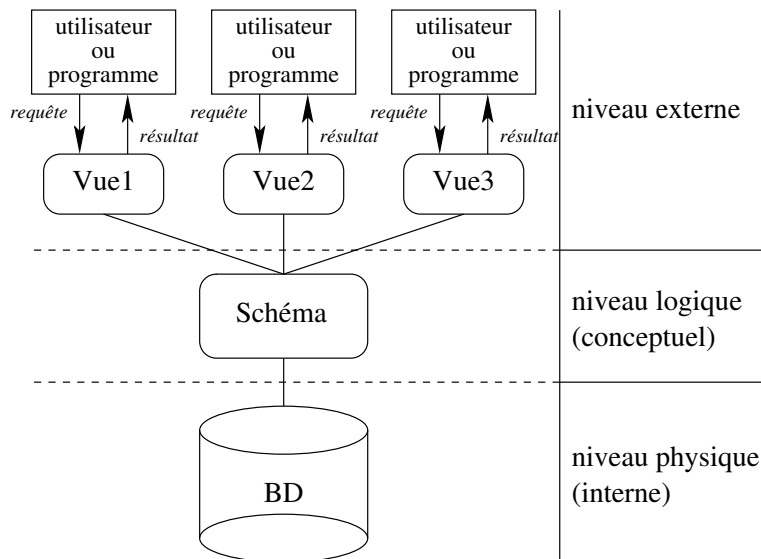 utilisateur
ou
programme
utilisateur
ou
programme
utilisateur
ou
programme
requête
résultat
requête
résultat
requête
résultat
niveau externe
Vue1
Vue2
Vue3
Schéma
niveau logique
(conceptuel)
BD
niveau physique
(interne)